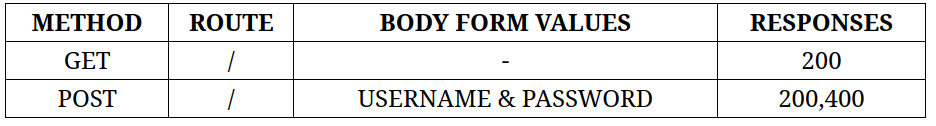 METHOD ROUTE BODY FORM VALUES RESPONSES
GET / - 200
POST / USERNAME & PASSWORD 200,400